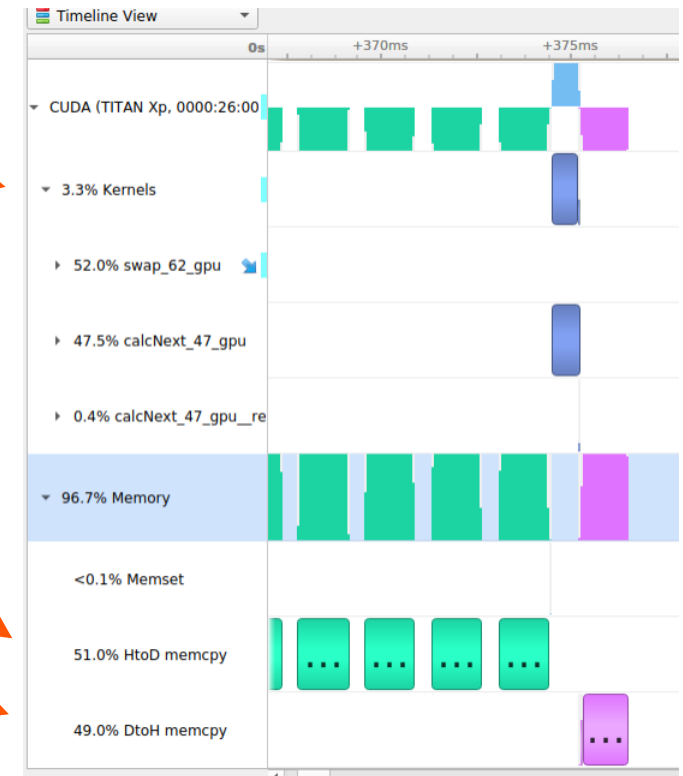 Timeline View
0s
+370ms
+375ms
CUDA (TITAN Xp, 0000:26:00
3.3% Kernels
52.0% swap_62_gpu
47.5% calcNext_47_gpu
0.4% calcNext_47_gpu__re
96.7% Memory
<0.1% Memset
51.0% HtoD memcpy
... ... ... ...
49.0% DtoH memcpy
...